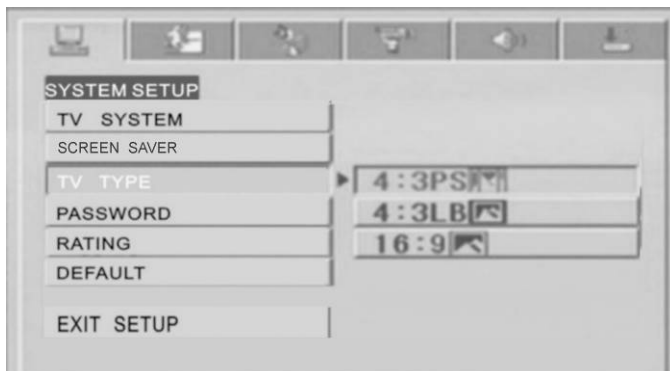 SYSTEM SETUP
TV SYSTEM
SCREEN SAVER
TV TYPE
4:3PS
PASSWORD
4:3LB
RATING
16:9
DEFAULT
EXIT SETUP